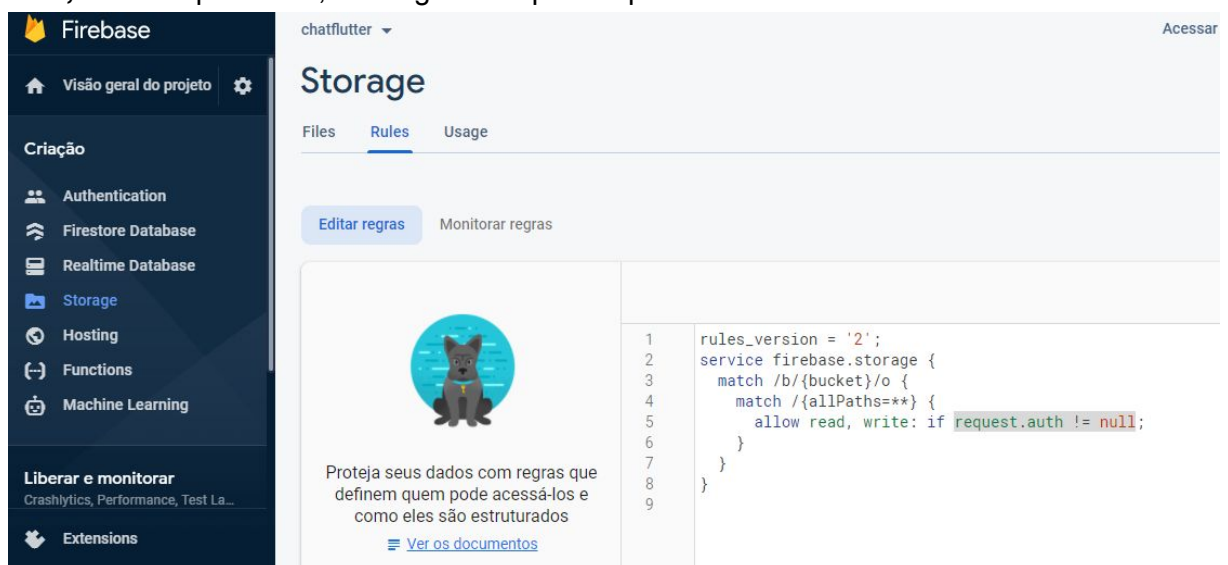 Firebase
chatflutter
Acessar
Visão geral do projeto
Storage
Files Rules Usage
Criação
Authentication
Firestore Database
Realtime Database
Storage
Hosting
Functions
Machine Learning
Liberar e monitorar
Crashlytics, Performance, Test La...
Extensions
Editar regras Monitorar regras
Proteja seus dados com regras que
definem quem pode acessá-los e
como eles são estruturados
Ver os documentos
1 rules_version = '2';
2 service firebase.storage {
3 match /b/{bucket}/o {
4 match /{allPaths=**} {
5 allow read, write: if request.auth != null;
6 }
7 }
8 }
9